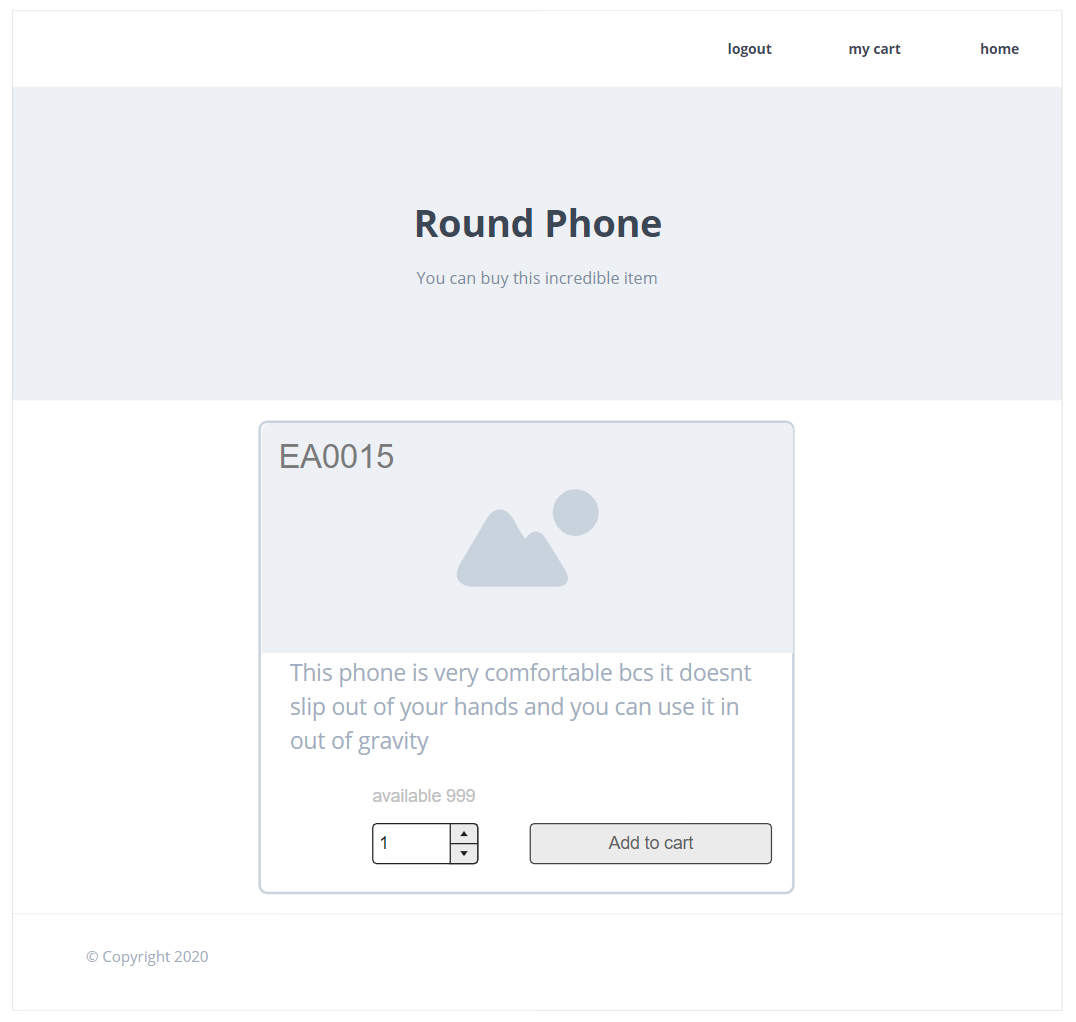 logout my cart home
Round Phone
You can buy this incredible item
EA0015
This phone is very comfortable bcs it doesnt
slip out of your hands and you can use it in
out of gravity
available 999
1 Add to cart
© Copyright 2020